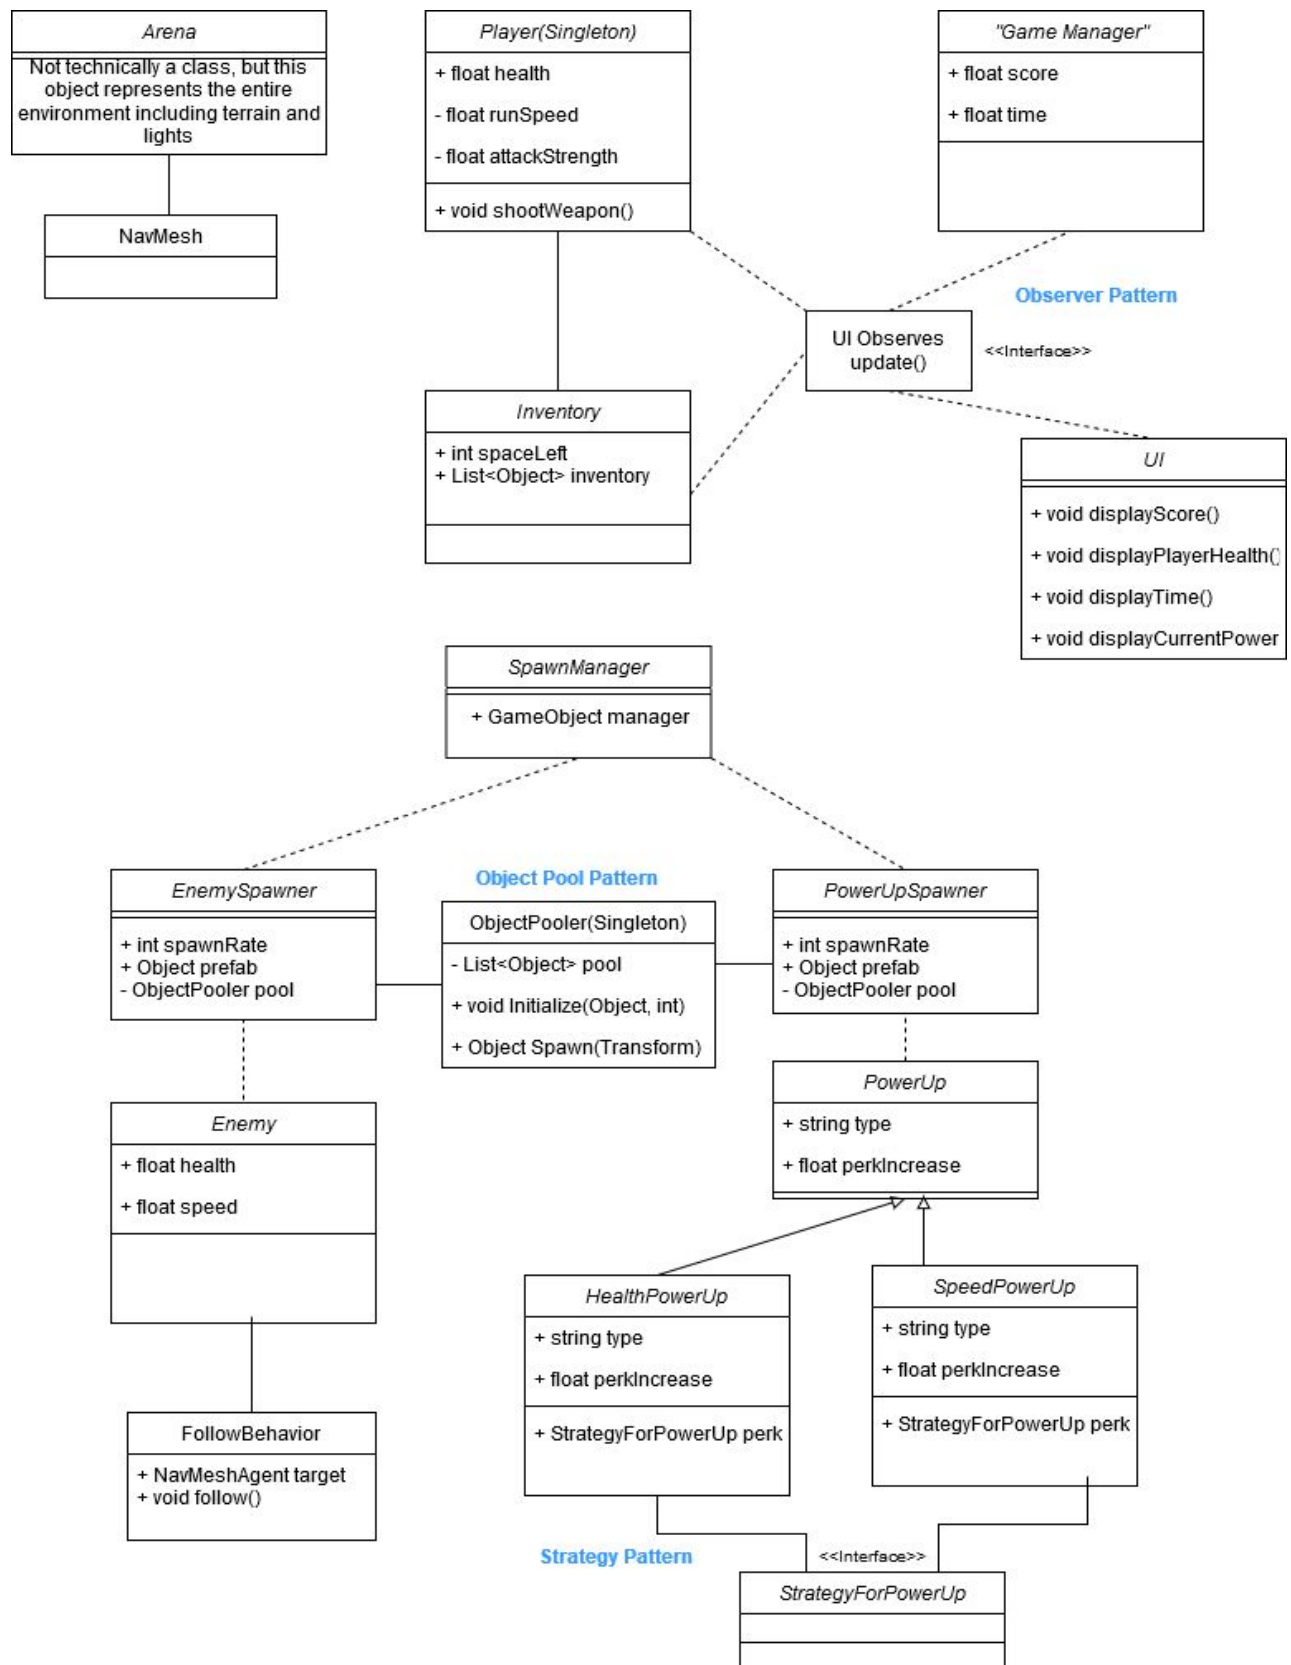 Arena
Not technically a class, but this
object represents the entire
environment including terrain and
lights
NavMesh
Player(Singleton)
+ float health
- float runSpeed
- float attackStrength
+ void shootWeapon()
"Game Manager"
+ float score
+ float time
Observer Pattern
UI Observes
update()
<<Interface>>
Inventory
+ int spaceLeft
+ List<Object> inventory
UI
+ void displayScore()
+ void displayPlayerHealth()
+ void displayTime()
+ void displayCurrentPower
SpawnManager
+ GameObject manager
EnemySpawner
+ int spawnRate
+ Object prefab
- ObjectPooler pool
Object Pool Pattern
ObjectPooler(Singleton)
- List<Object> pool
+ void Initialize(Object, int)
+ Object Spawn(Transform)
PowerUpSpawner
+ int spawnRate
+ Object prefab
- ObjectPooler pool
Enemy
+ float health
+ float speed
PowerUp
+ string type
+ float perkIncrease
HealthPowerUp
+ string type
+ float perkIncrease
+ StrategyForPowerUp perk
SpeedPowerUp
+ string type
+ float perkIncrease
+ StrategyForPowerUp perk
FollowBehavior
+ NavMeshAgent target
+ void follow()
Strategy Pattern
<<Interface>>
StrategyForPowerUp